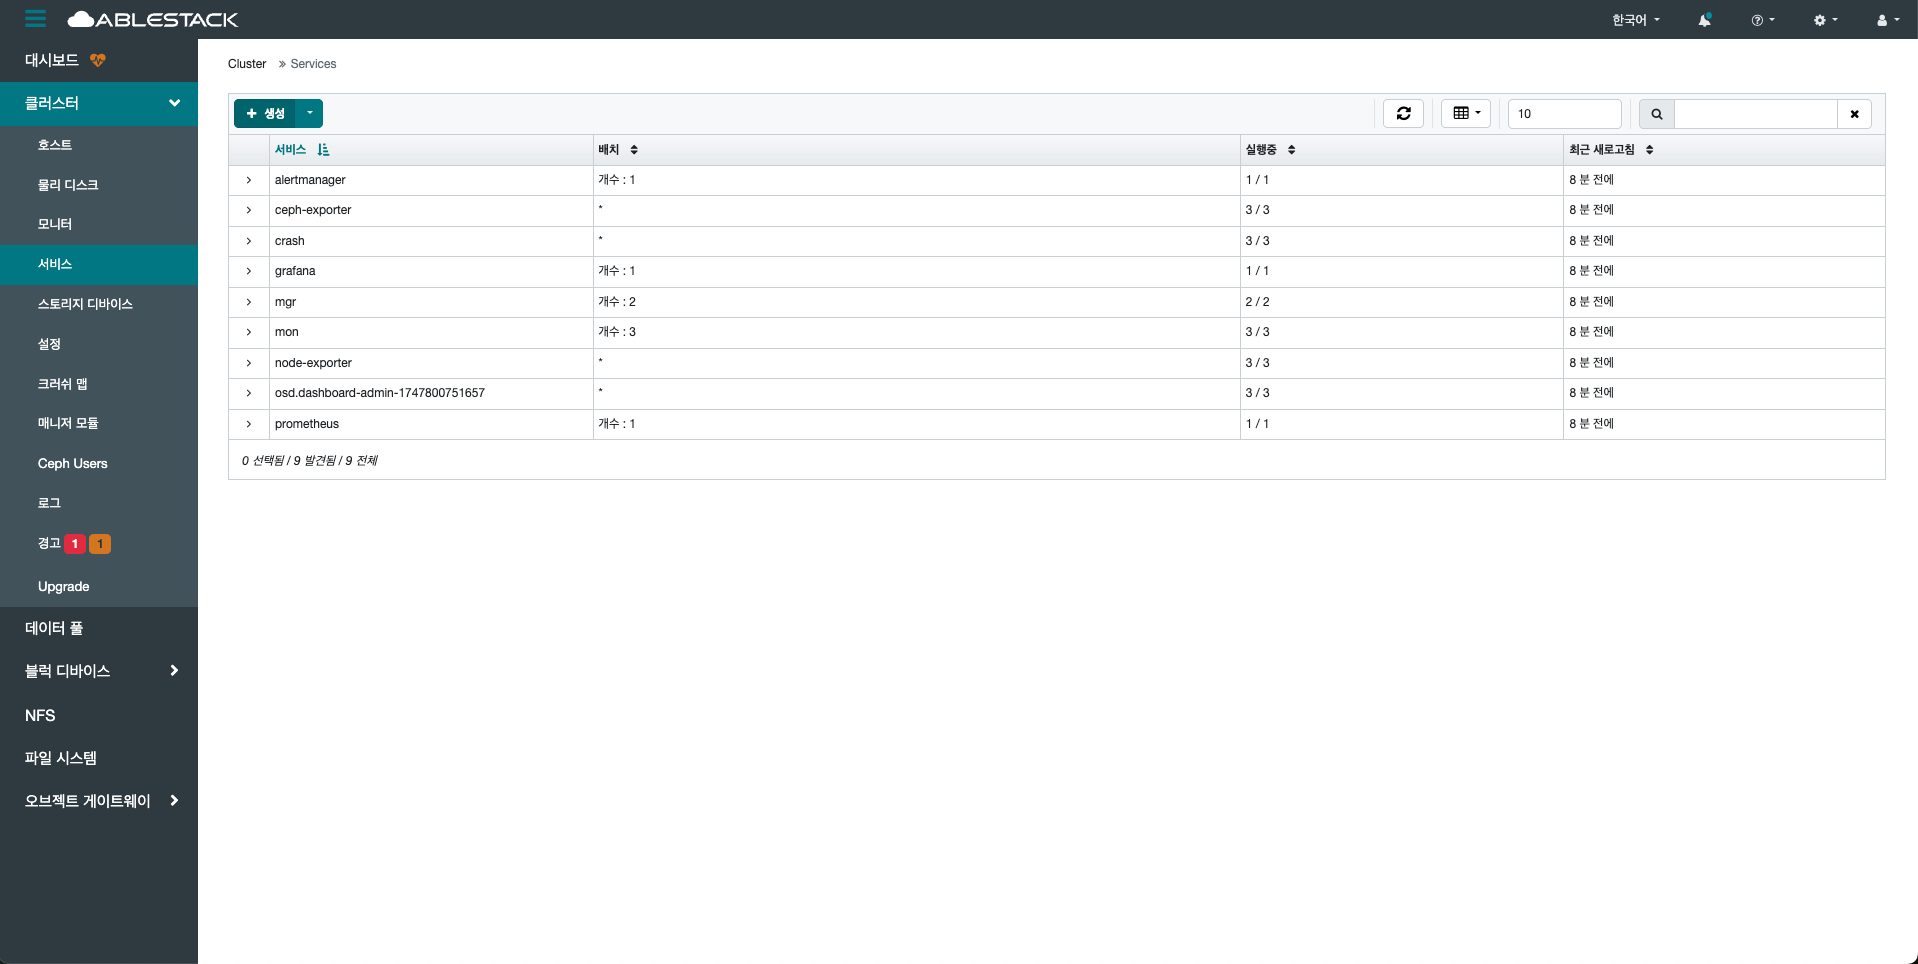 ABLESTACK
한국어
대시보드
클러스터
호스트
물리 디스크
모니터
서비스
스토리지 디바이스
설정
크러쉬 맵
매니저 모듈
Ceph Users
로그
경고 1 1
Upgrade
데이터 풀
블럭 디바이스
NFS
파일 시스템
오브젝트 게이트웨이
Cluster » Services
+ 생성
10
서비스 배치 실행중 최근 새로고침
alertmanager 개수 : 1 1 / 1 8 분 전에
ceph-exporter * 3 / 3 8 분 전에
crash * 3 / 3 8 분 전에
grafana 개수 : 1 1 / 1 8 분 전에
mgr 개수 : 2 2 / 2 8 분 전에
mon 개수 : 3 3 / 3 8 분 전에
node-exporter * 3 / 3 8 분 전에
osd.dashboard-admin-1747800751657 * 3 / 3 8 분 전에
prometheus 개수 : 1 1 / 1 8 분 전에
0 선택됨 / 9 발견됨 / 9 전체